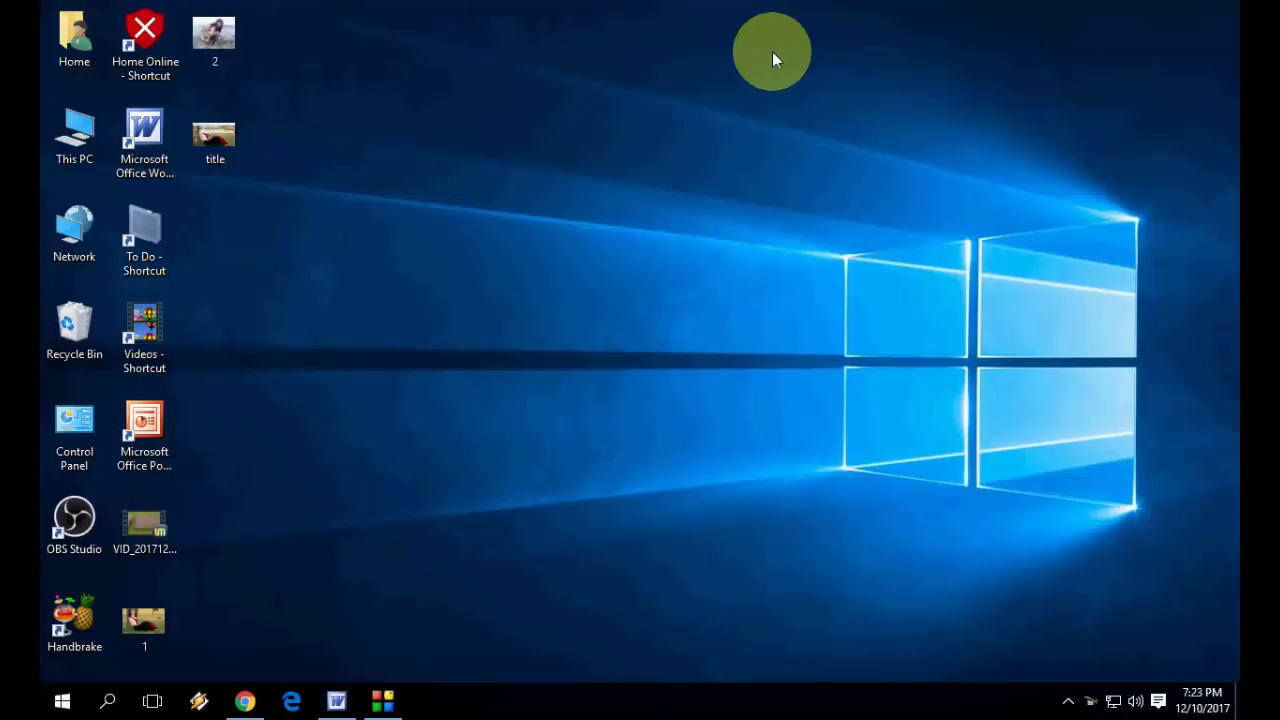 Home
Home Online
- Shortcut
2
This PC
Microsoft
Office Wo...
title
Network
To Do -
Shortcut
Recycle Bin
Videos -
Shortcut
Control
Panel
Microsoft
Office Po...
OBS Studio
VID_201712...
Handbrake
1
7:23 PM
12/10/2017